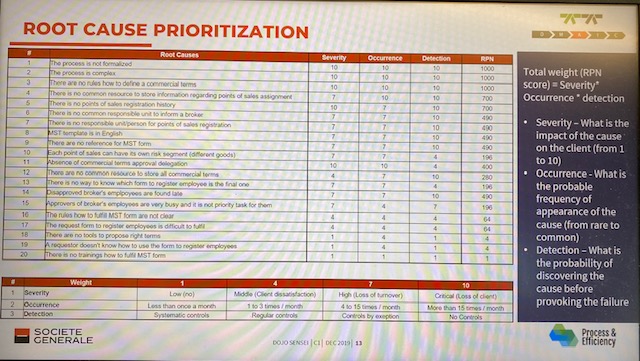 ROOT CAUSE PRIORITIZATION
# Root Causes Severity Occurrence Detection RPN
1 The process is not formalized 10 10 10 1000
2 The process is complex 10 10 10 1000
3 There are no rules how to define a commercial terms 10 10 10 1000
4 There is no common resource to store information regarding points of sales assignment 10 7 10 700
5 There is no points of sales registration history 10 7 10 700
6 There is no common responsible unit to inform a broker 7 7 10 490
7 There is no responsible unit/person for points of sales registration 7 7 10 490
8 MST template is in English 7 7 10 490
9 There are no reference for MST form 7 7 10 490
10 Each point of sales can have its own risk segment (different goods) 7 7 4 196
11 Absence of commercial terms approval delegation 10 10 4 400
12 There are no common resource to store all commercial terms 4 7 10 280
13 There is no way to know which form to register employee is the final one 7 7 4 196
14 Disapproved broker's employees are found late 7 7 10 490
15 Approvers of broker's employees are very busy and it is no priority task for them 7 4 7 196
16 The rules how to fulfil MST form are not clear 4 4 4 64
17 The request form to register employees is difficult to fulfil 4 4 4 64
18 There are no tools to propose right terms 1 4 1 4
19 A requestor doesn't know how to use the form to register employees 1 4 1 4
20 There is no trainings how to fulfil MST form 1 1 1 1
# Weight 1 4 7 10
1 Severity Low (no) Middle (Client dissatisfaction) High (Loss of turnover) Critical (Loss of client)
2 Occurrence Less than once a month 1 to 3 times / month 4 to 15 times / month More than 15 times / month
3 Detection Systematic controls Regular controls Controls by exeption No Controls
Total weight (RPN
score) = Severity*
Occurrence * detection
• Severity – What is the
impact of the cause
on the client (from 1
to 10)
• Occurrence - What is
the probable
frequency of
appearance of the
cause (from rare to
common)
• Detection – What is
the probability of
discovering the
cause before
provoking the failure
SOCIETE
GENERALE
DOJO SENSEI | C1 | DEC 2019 | 13
Process &
Efficiency